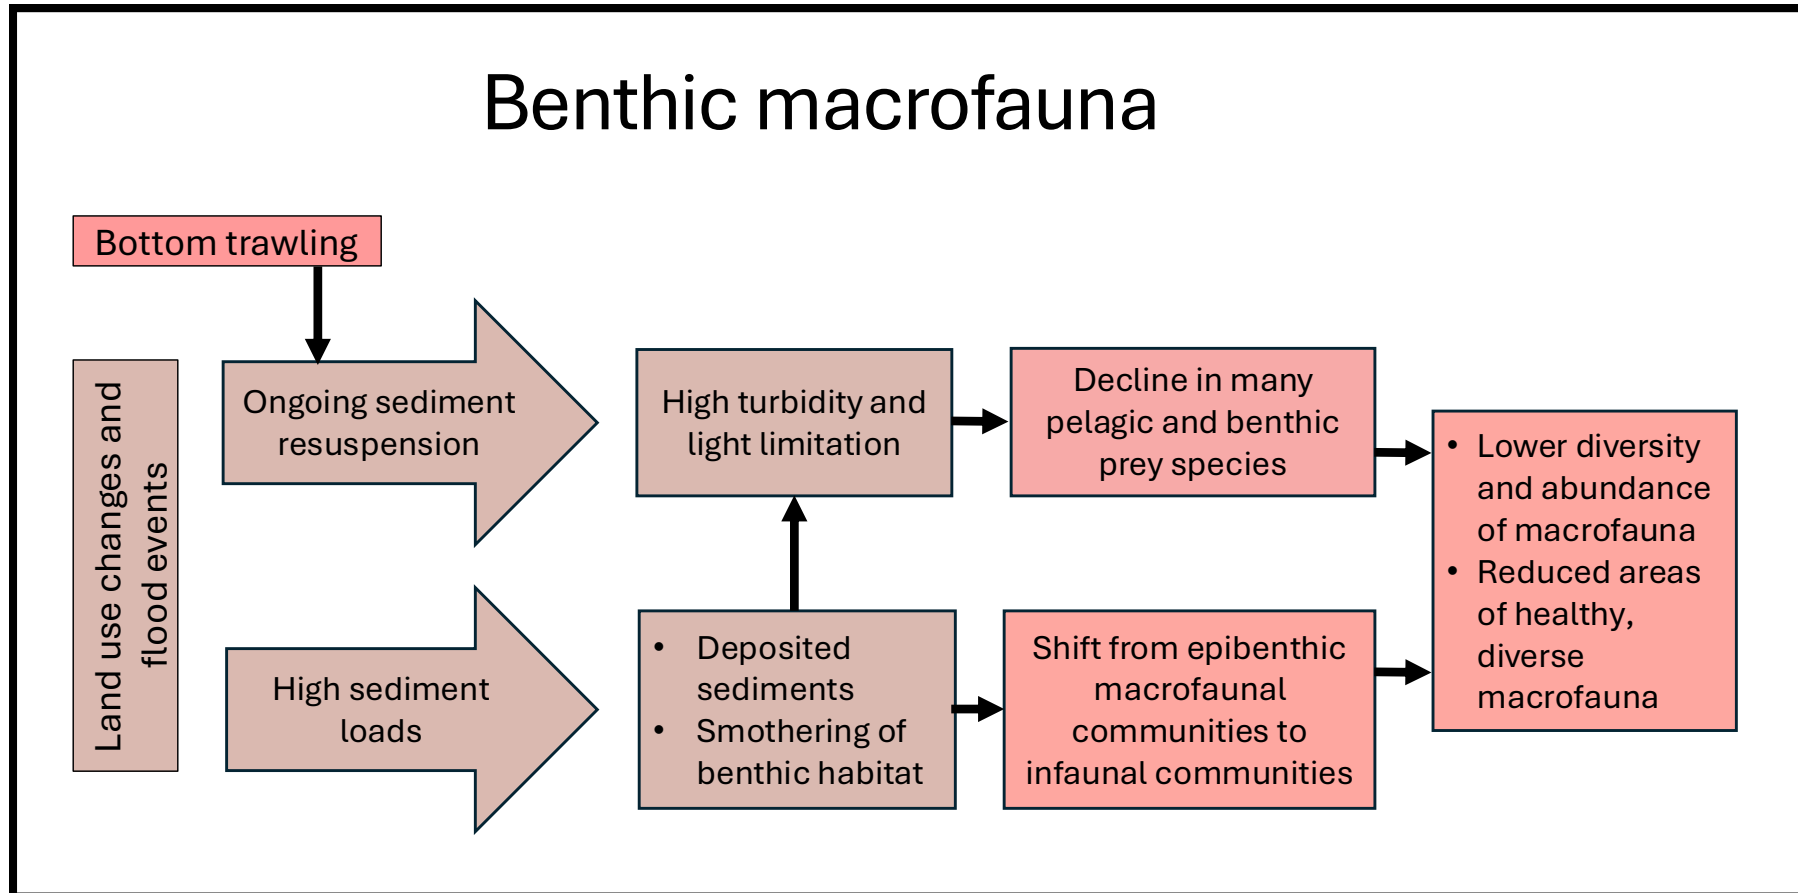 Benthic macrofauna
Bottom trawling
Land use changes and
flood events
Ongoing sediment
resuspension
High sediment
loads
High turbidity and
light limitation
• Deposited
sediments
• Smothering of
benthic habitat
Decline in many
pelagic and benthic
prey species
Shift from epibenthic
macrofaunal
communities to
infaunal communities
• Lower diversity
and abundance
of macrofauna
• Reduced areas
of healthy,
diverse
macrofauna